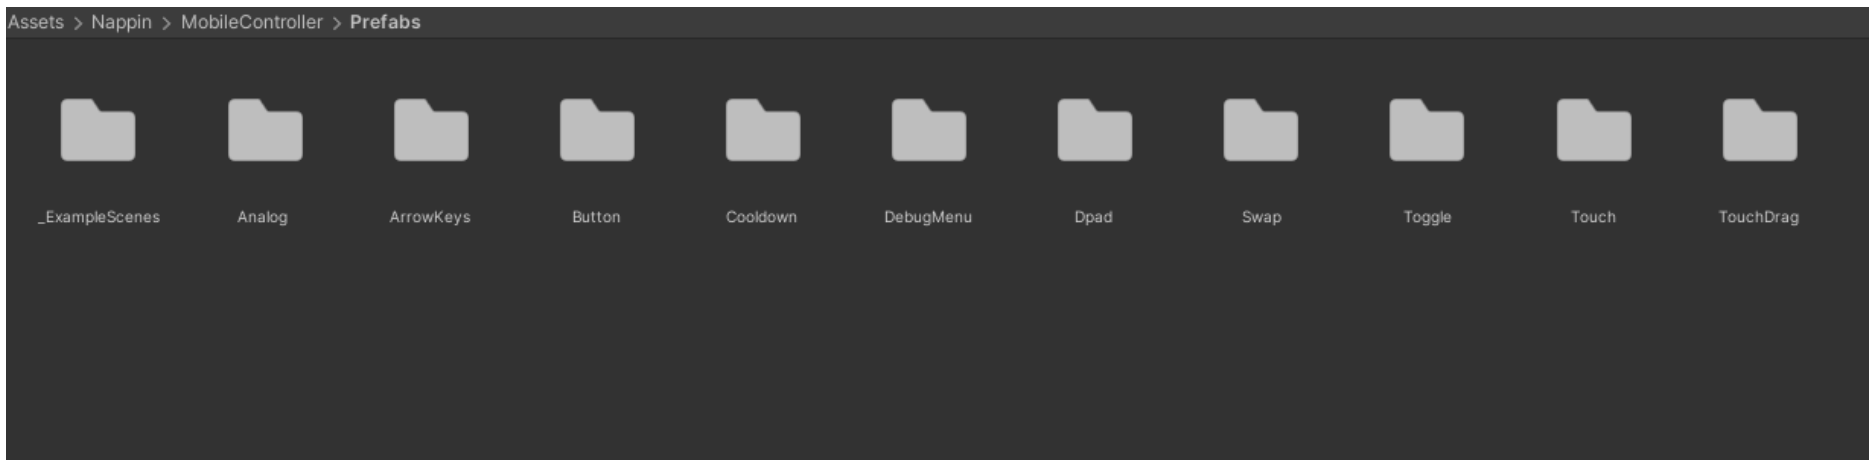 Assets > Nappin > MobileController > Prefabs
_ExampleScenes Analog ArrowKeys Button Cooldown DebugMenu Dpad Swap Toggle Touch TouchDrag